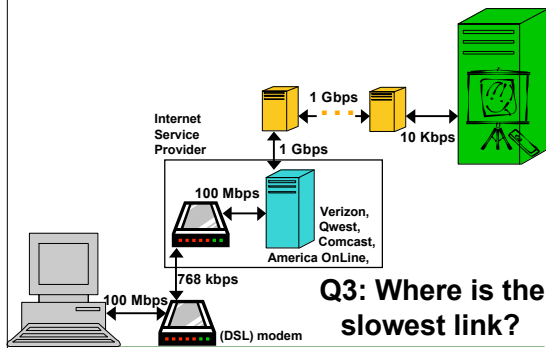 1 Gbps
1 Gbps
10 Kbps
Internet
Service
Provider
100 Mbps
Verizon,
Qwest,
Comcast,
America OnLine,
768 kbps
100 Mbps
(DSL) modem
Q3: Where is the
slowest link?